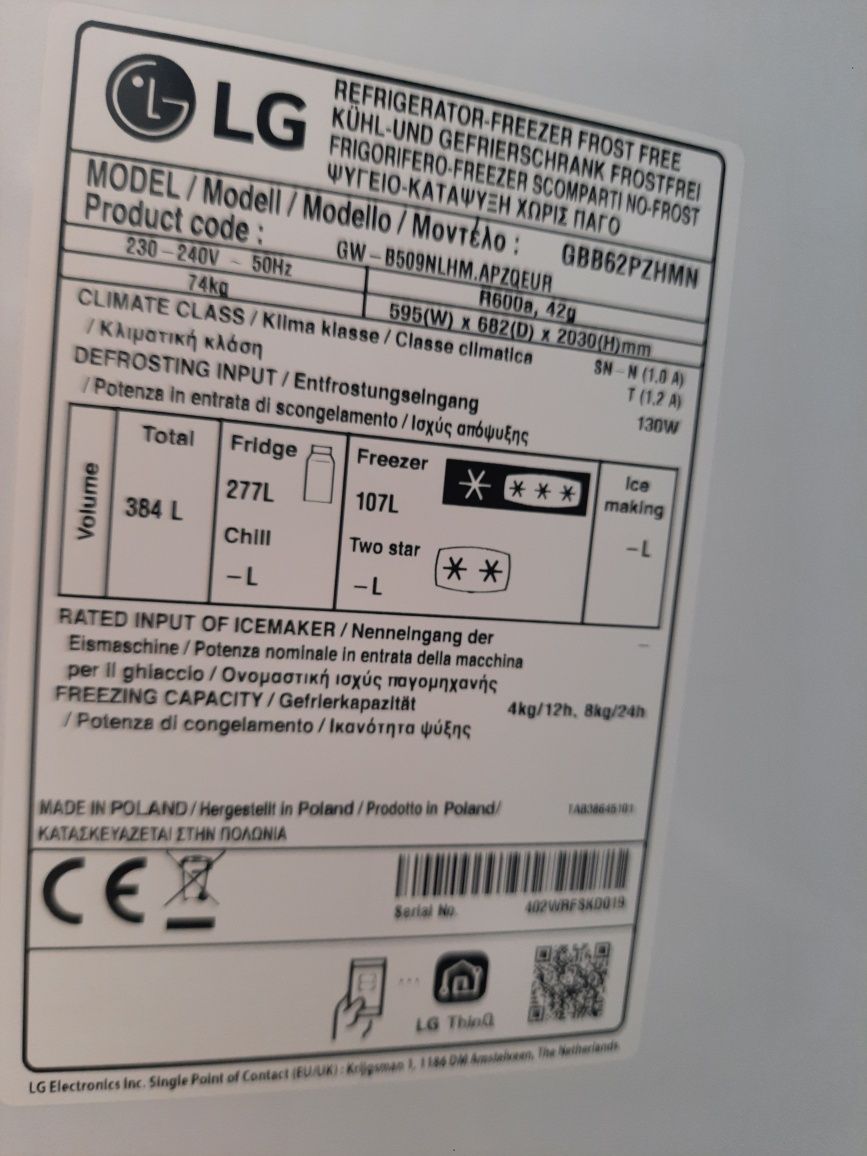 LG
REFRIGERATOR-FREEZER FROST FREE
KÜHL-UND GEFRIERSCHRANK FROSTFREI
FRIGORIFERO-FREEZER SCOMPARTI NO-FROST
ΨΥΓΕΙΟ-ΚΑΤΑΨΥΞΗ ΧΩΡΙΣ ΠΑΓΟ
MODEL / Modell / Modello / Μοντέλο : GBB62PZHMN
Product code : GW-B509NLHM.APZQEUR
230-240V ~ 50Hz R600a, 42g
74kg 595(W) x 682(D) x 2030(H)mm
CLIMATE CLASS / Klima klasse / Classe climatica SN-N (1.0 A)
/ Κλιματική κλάση T (1.2 A)
DEFROSTING INPUT / Entfrostungseingang 130W
/ Potenza in entrata di scongelamento / Ισχύς απόψυξης
Volume
Total
384 L
Fridge
277L
Chill
-L
Freezer
107L
Two star
-L
Ice
making
-L
RATED INPUT OF ICEMAKER / Nenneingang der -
Eismaschine / Potenza nominale in entrata della macchina
per il ghiaccio / Ονομαστική ισχύς παγομηχανής
FREEZING CAPACITY / Gefrierkapazität 4kg/12h, 8kg/24h
/ Potenza di congelamento / Ικανότητα ψύξης
MADE IN POLAND / Hergestellt in Poland / Prodotto in Poland/
ΚΑΤΑΣΚΕΥΑΖΕΤΑΙ ΣΤΗΝ ΠΟΛΩΝΙΑ
CE
Serial No. 402WRFSKD019
LG ThinQ
LG Electronics Inc. Single Point of Contact (EU/UK) : Krijgsman 1, 1186 DM Amstelveen, The Netherlands